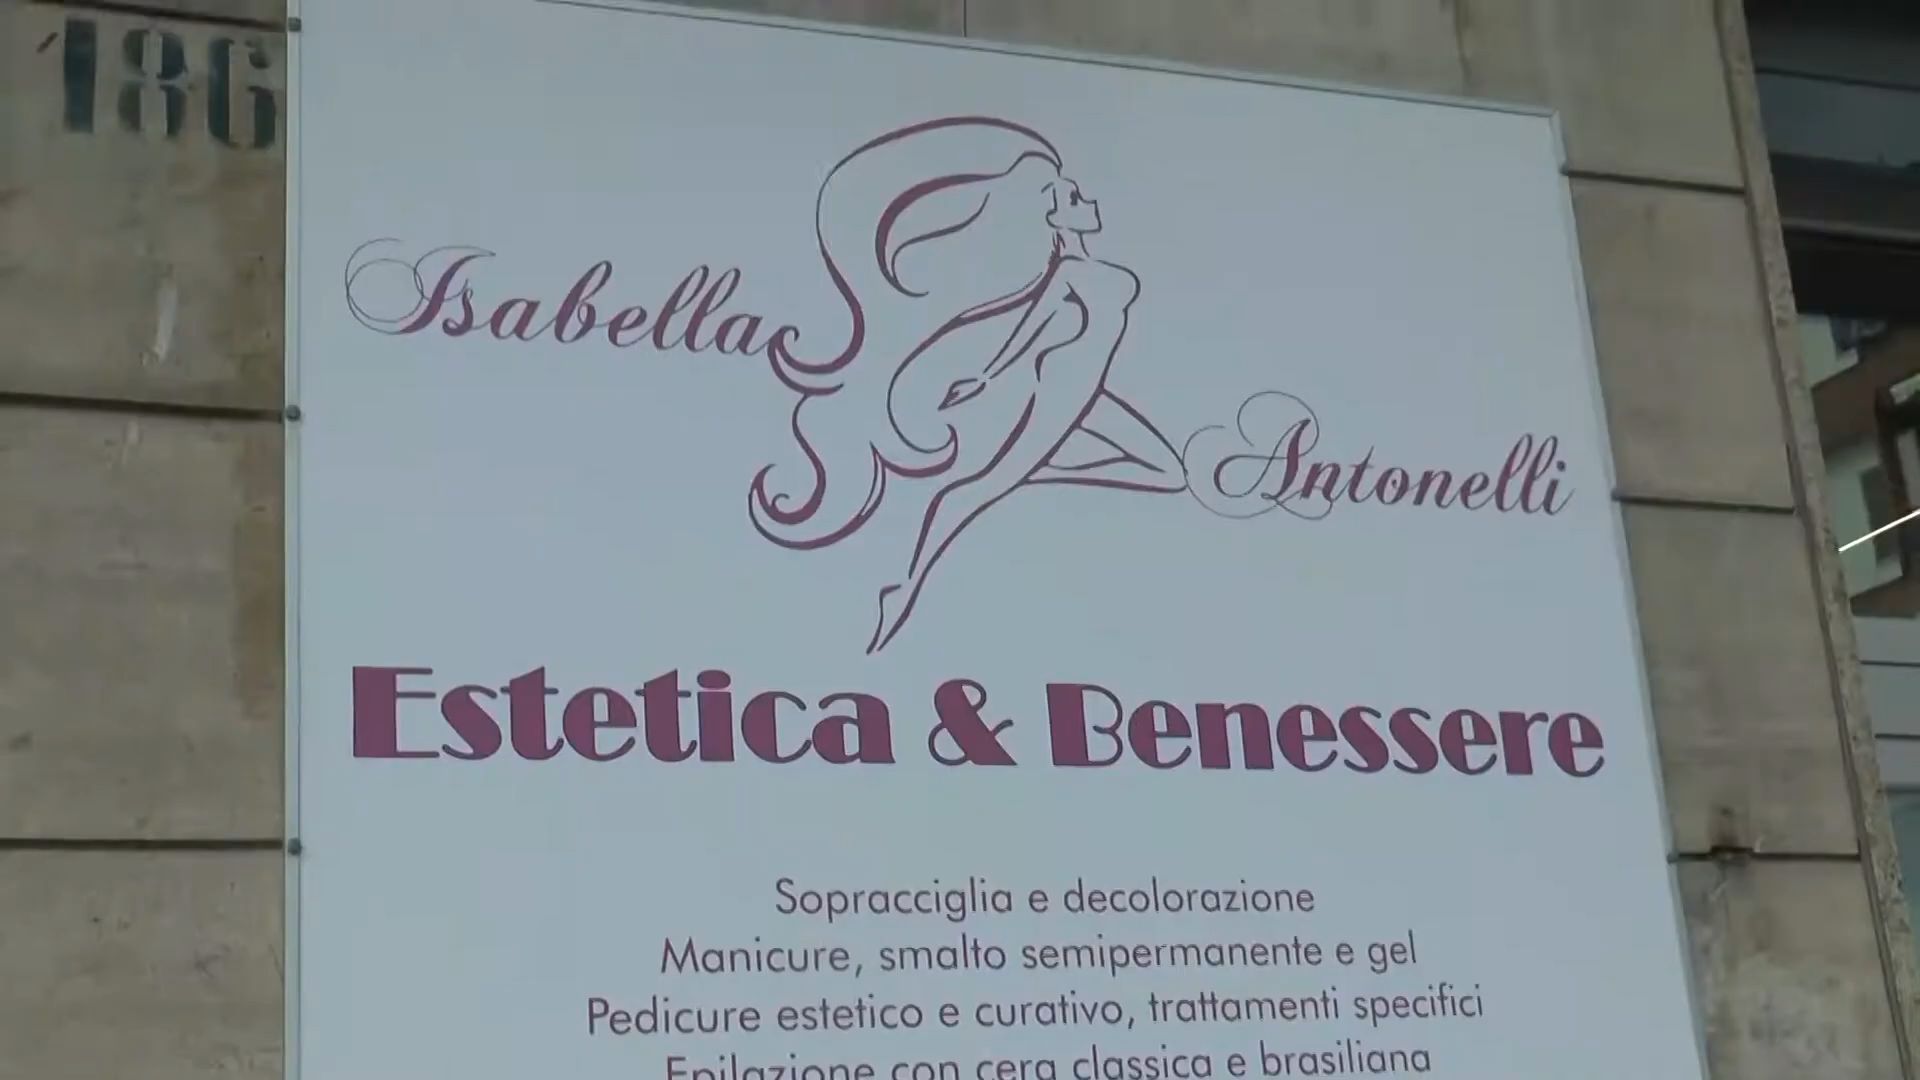 186
Isabella
Antonelli
Estetica & Benessere
Sopracciglia e decolorazione
Manicure, smalto semipermanente e gel
Pedicure estetico e curativo, trattamenti specifici
Epilazione con cera classica e brasiliana